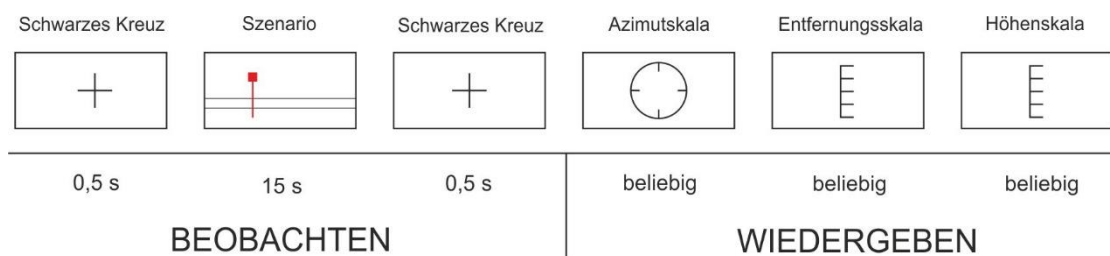 Schwarzes Kreuz Szenario Schwarzes Kreuz Azimutskala Entfernungsskala Höhenskala
0,5 s 15 s 0,5 s beliebig beliebig beliebig
BEOBACHTEN WIEDERGEBEN